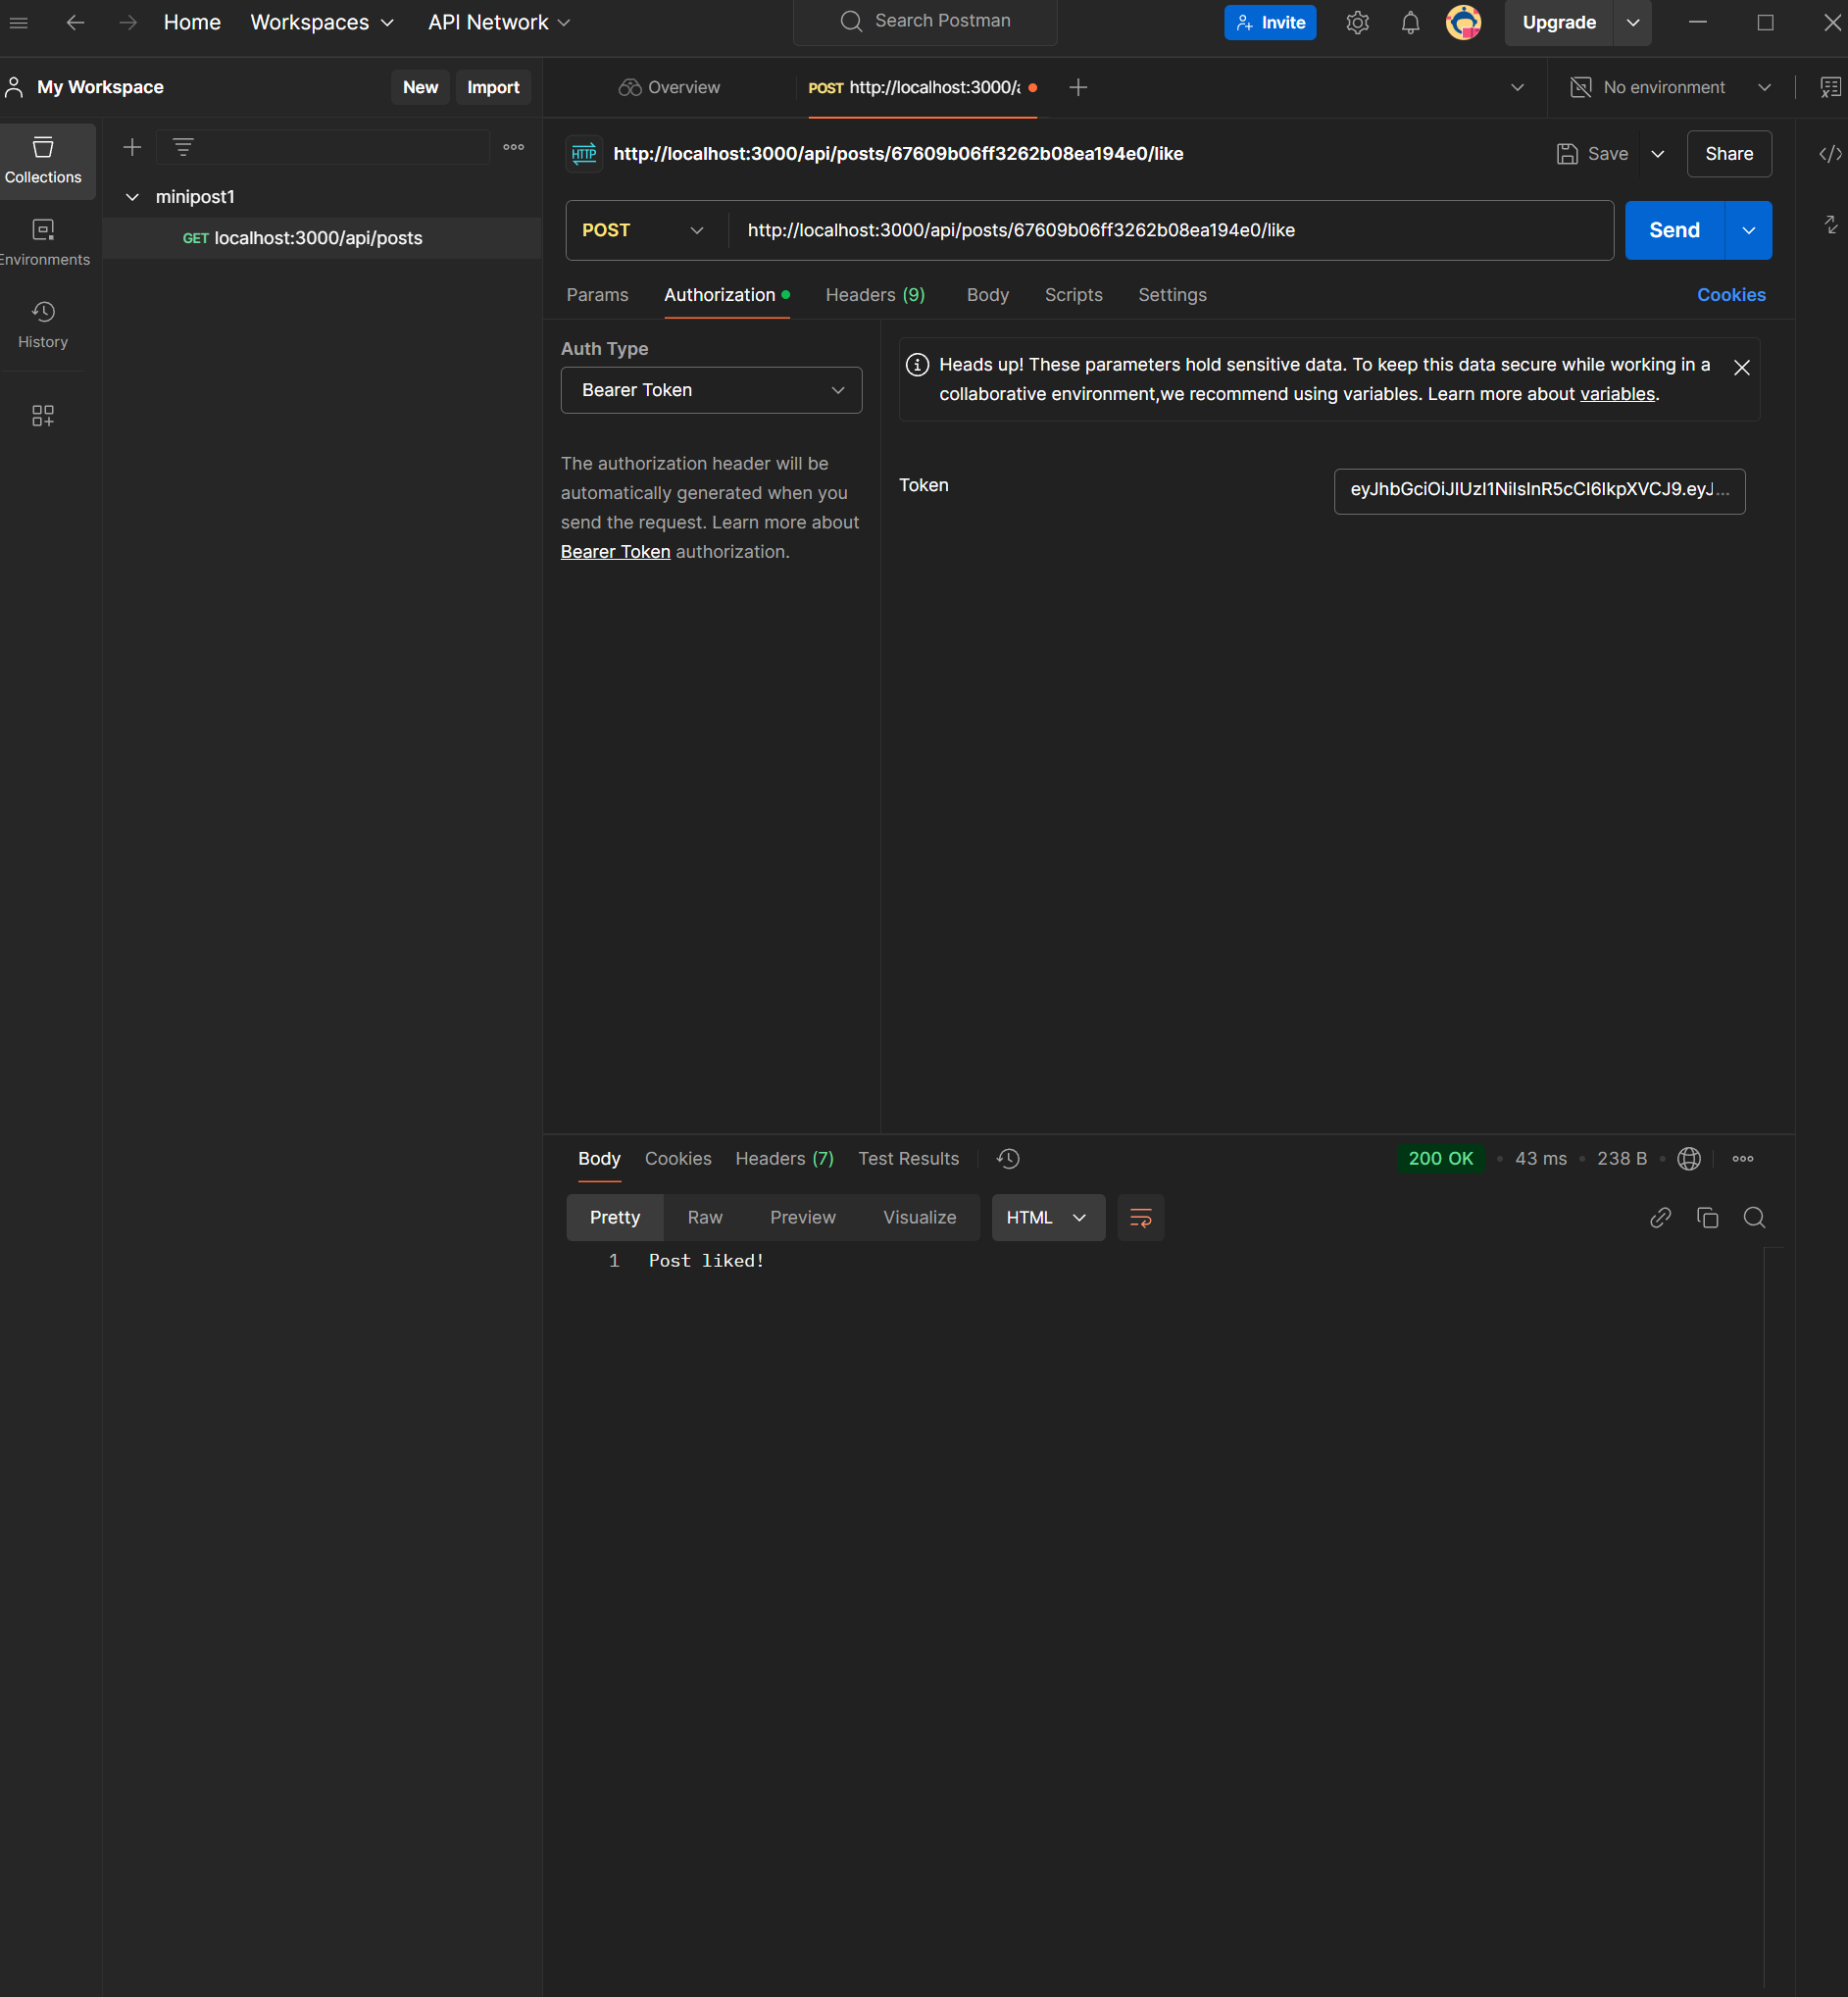 Home Workspaces API Network Search Postman Invite Upgrade
My Workspace New Import Overview POST http://localhost:3000/a No environment
Collections
Environments
History
minipost1
GET localhost:3000/api/posts
HTTP http://localhost:3000/api/posts/67609b06ff3262b08ea194e0/like Save Share
POST http://localhost:3000/api/posts/67609b06ff3262b08ea194e0/like Send
Params Authorization Headers (9) Body Scripts Settings Cookies
Auth Type
Bearer Token
The authorization header will be
automatically generated when you
send the request. Learn more about
Bearer Token authorization.
Heads up! These parameters hold sensitive data. To keep this data secure while working in a
collaborative environment,we recommend using variables. Learn more about variables.
Token eyJhbGciOiJIUzI1NiIsInR5cCI6IkpXVCJ9.eyJ...
Body Cookies Headers (7) Test Results 200 OK • 43 ms • 238 B •
Pretty Raw Preview Visualize HTML
1 Post liked!